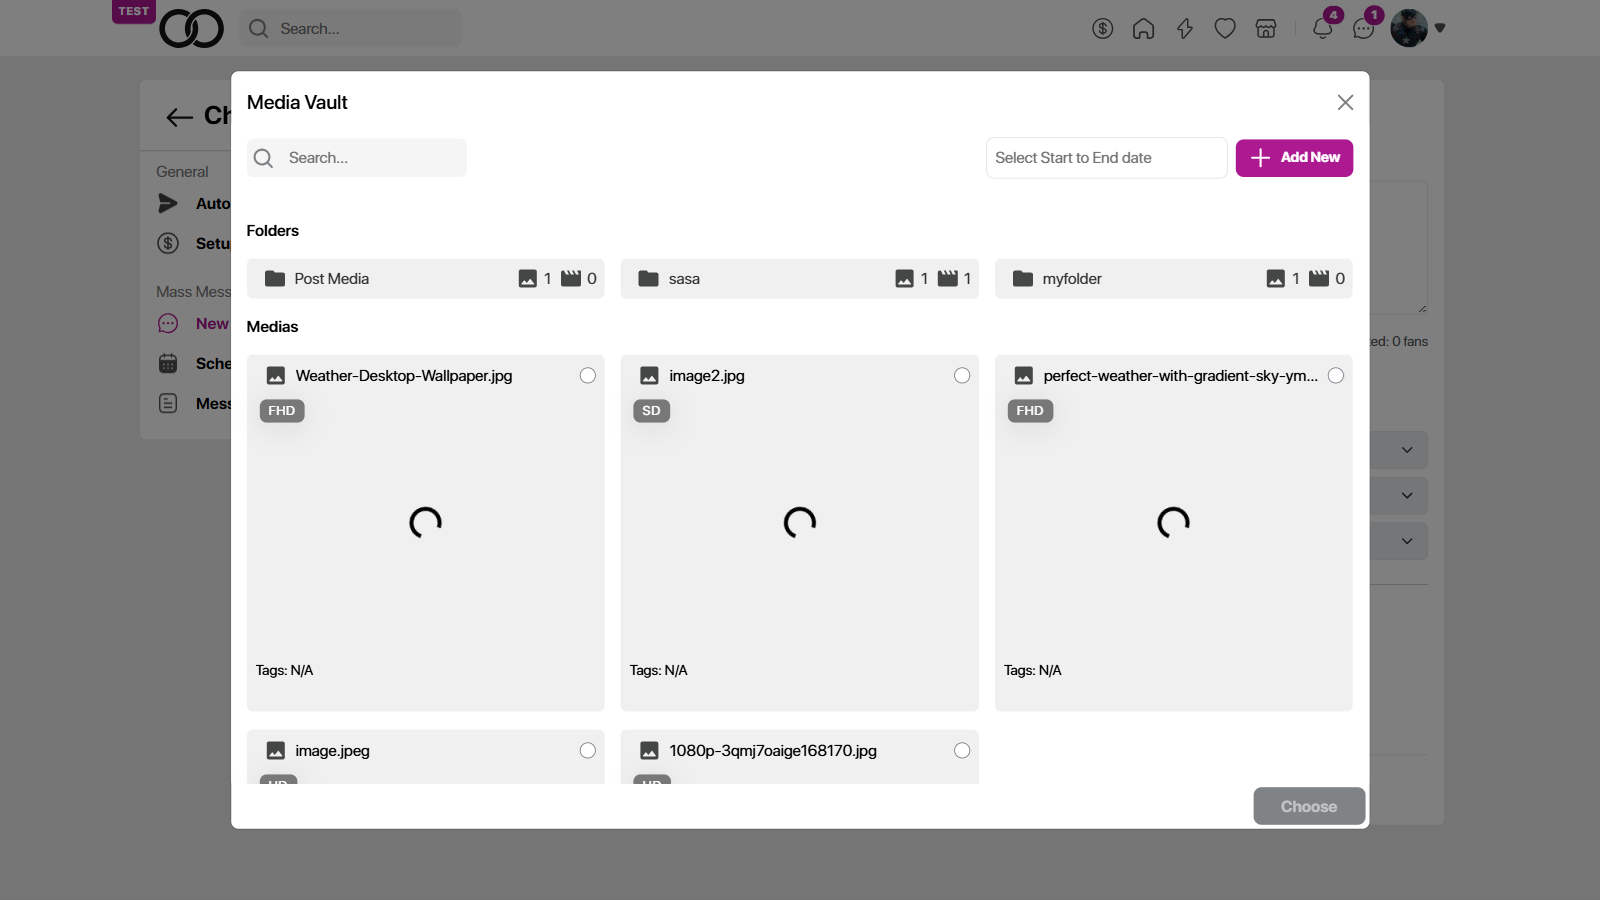 TEST
Search...
4
1
Ch
General
Auto
Setu
Mass Mess
New
Sche
Mess
ed: 0 fans
Media Vault
Search...
Select Start to End date
Add New
Folders
Post Media 1 0
sasa 1 1
myfolder 1 0
Medias
Weather-Desktop-Wallpaper.jpg
FHD
Tags: N/A
image2.jpg
SD
Tags: N/A
perfect-weather-with-gradient-sky-ym...
FHD
Tags: N/A
image.jpeg
HD
1080p-3qmj7oaige168170.jpg
HD
Choose